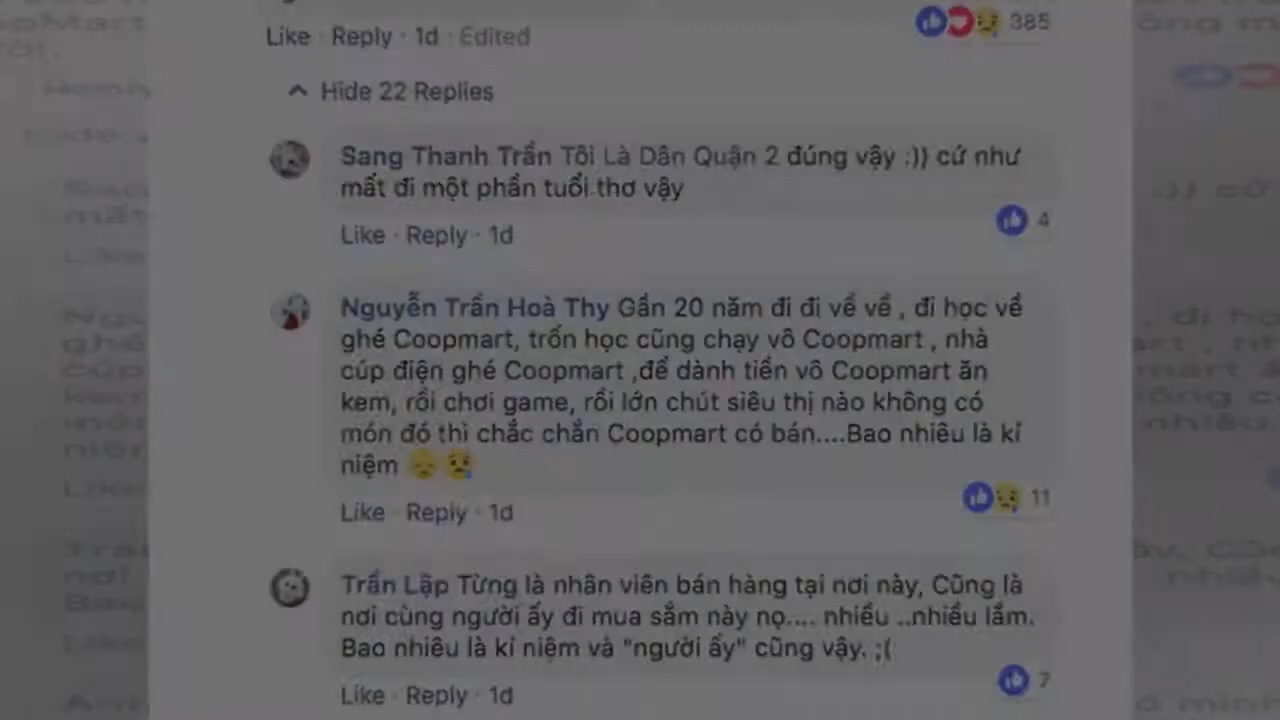 Like · Reply · 1d · Edited
385
Hide 22 Replies
Sang Thanh Trần Tôi Là Dân Quận 2 đúng vậy :)) cứ như
mất đi một phần tuổi thơ vậy
4
Like · Reply · 1d
Nguyễn Trần Hoà Thy Gần 20 năm đi đi về về , đi học về
ghé Coopmart, trốn học cũng chạy vô Coopmart , nhà
cúp điện ghé Coopmart ,để dành tiền vô Coopmart ăn
kem, rồi chơi game, rồi lớn chút siêu thị nào không có
món đó thì chắc chắn Coopmart có bán....Bao nhiêu là kỉ
niệm 😞😢
11
Like · Reply · 1d
Trần Lập Từng là nhân viên bán hàng tại nơi này, Cũng là
nơi cùng người ấy đi mua sắm này nọ.... nhiều ..nhiều lắm.
Bao nhiêu là kỉ niệm và "người ấy" cũng vậy. ;(
7
Like · Reply · 1d